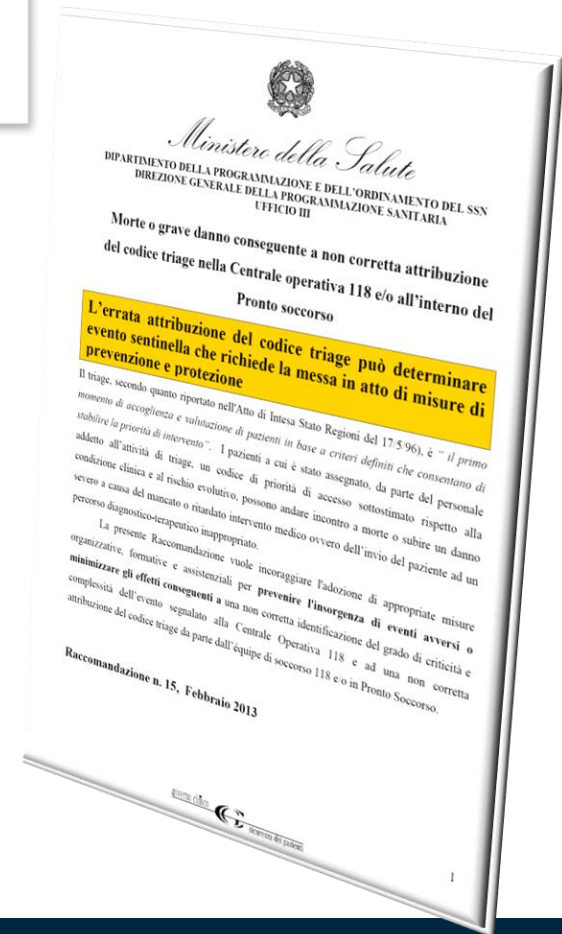 Ministero della Salute
DIPARTIMENTO DELLA PROGRAMMAZIONE E DELL'ORDINAMENTO DEL SSN
DIREZIONE GENERALE DELLA PROGRAMMAZIONE SANITARIA
UFFICIO III
Morte o grave danno conseguente a non corretta attribuzione
del codice triage nella Centrale operativa 118 e/o all'interno del
Pronto soccorso
L'errata attribuzione del codice triage può determinare
evento sentinella che richiede la messa in atto di misure di
prevenzione e protezione
Il triage, secondo quanto riportato nell'Atto di Intesa Stato Regioni del 17/5/96), è " il primo
momento di accoglienza e valutazione di pazienti in base a criteri definiti che consentano di
stabilire la priorità di intervento". I pazienti a cui è stato assegnato, da parte del personale
addetto all'attività di triage, un codice di priorità di accesso sottostimato rispetto alla
condizione clinica e al rischio evolutivo, possono andare incontro a morte o subire un danno
severo a causa del mancato o ritardato intervento medico ovvero dell'invio del paziente ad un
percorso diagnostico-terapeutico inappropriato.
La presente Raccomandazione vuole incoraggiare l'adozione di appropriate misure
organizzative, formative e assistenziali per prevenire l'insorgenza di eventi avversi o
minimizzare gli effetti conseguenti a una non corretta identificazione del grado di criticità e
complessità dell'evento segnalato alla Centrale Operativa 118 e ad una non corretta
attribuzione del codice triage da parte dall'équipe di soccorso 118 e/o in Pronto Soccorso.
Raccomandazione n. 15, Febbraio 2013
governo clinico
sicurezza dei pazienti
1